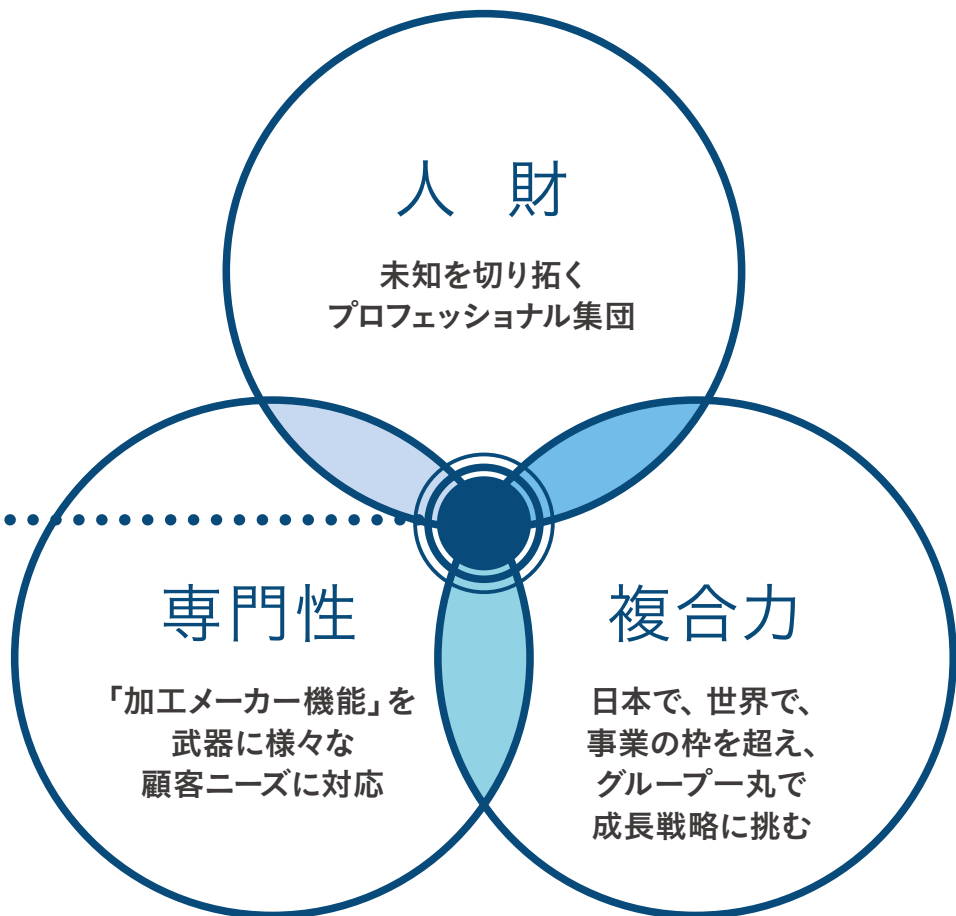 人 財
未知を切り拓く
プロフェッショナル集団
専門性
「加工メーカー機能」を
武器に様々な
顧客ニーズに対応
複合力
日本で、世界で、
事業の枠を超え、
グループ一丸で
成長戦略に挑む